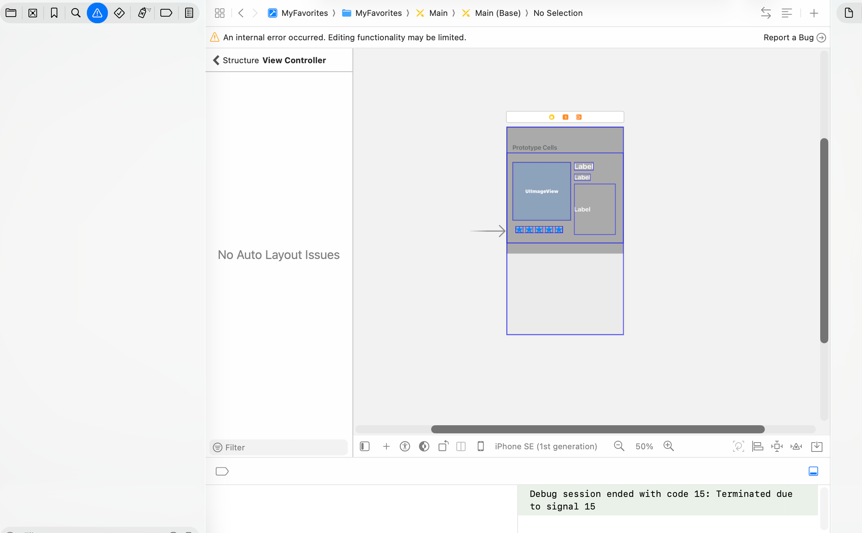 MyFavorites 〉 MyFavorites 〉 Main 〉 Main (Base) 〉 No Selection
An internal error occurred. Editing functionality may be limited. Report a Bug
Structure View Controller
Prototype Cells
Label
Label
UIImageView
Label
No Auto Layout Issues
Filter
iPhone SE (1st generation) 50%
Debug session ended with code 15: Terminated due
to signal 15